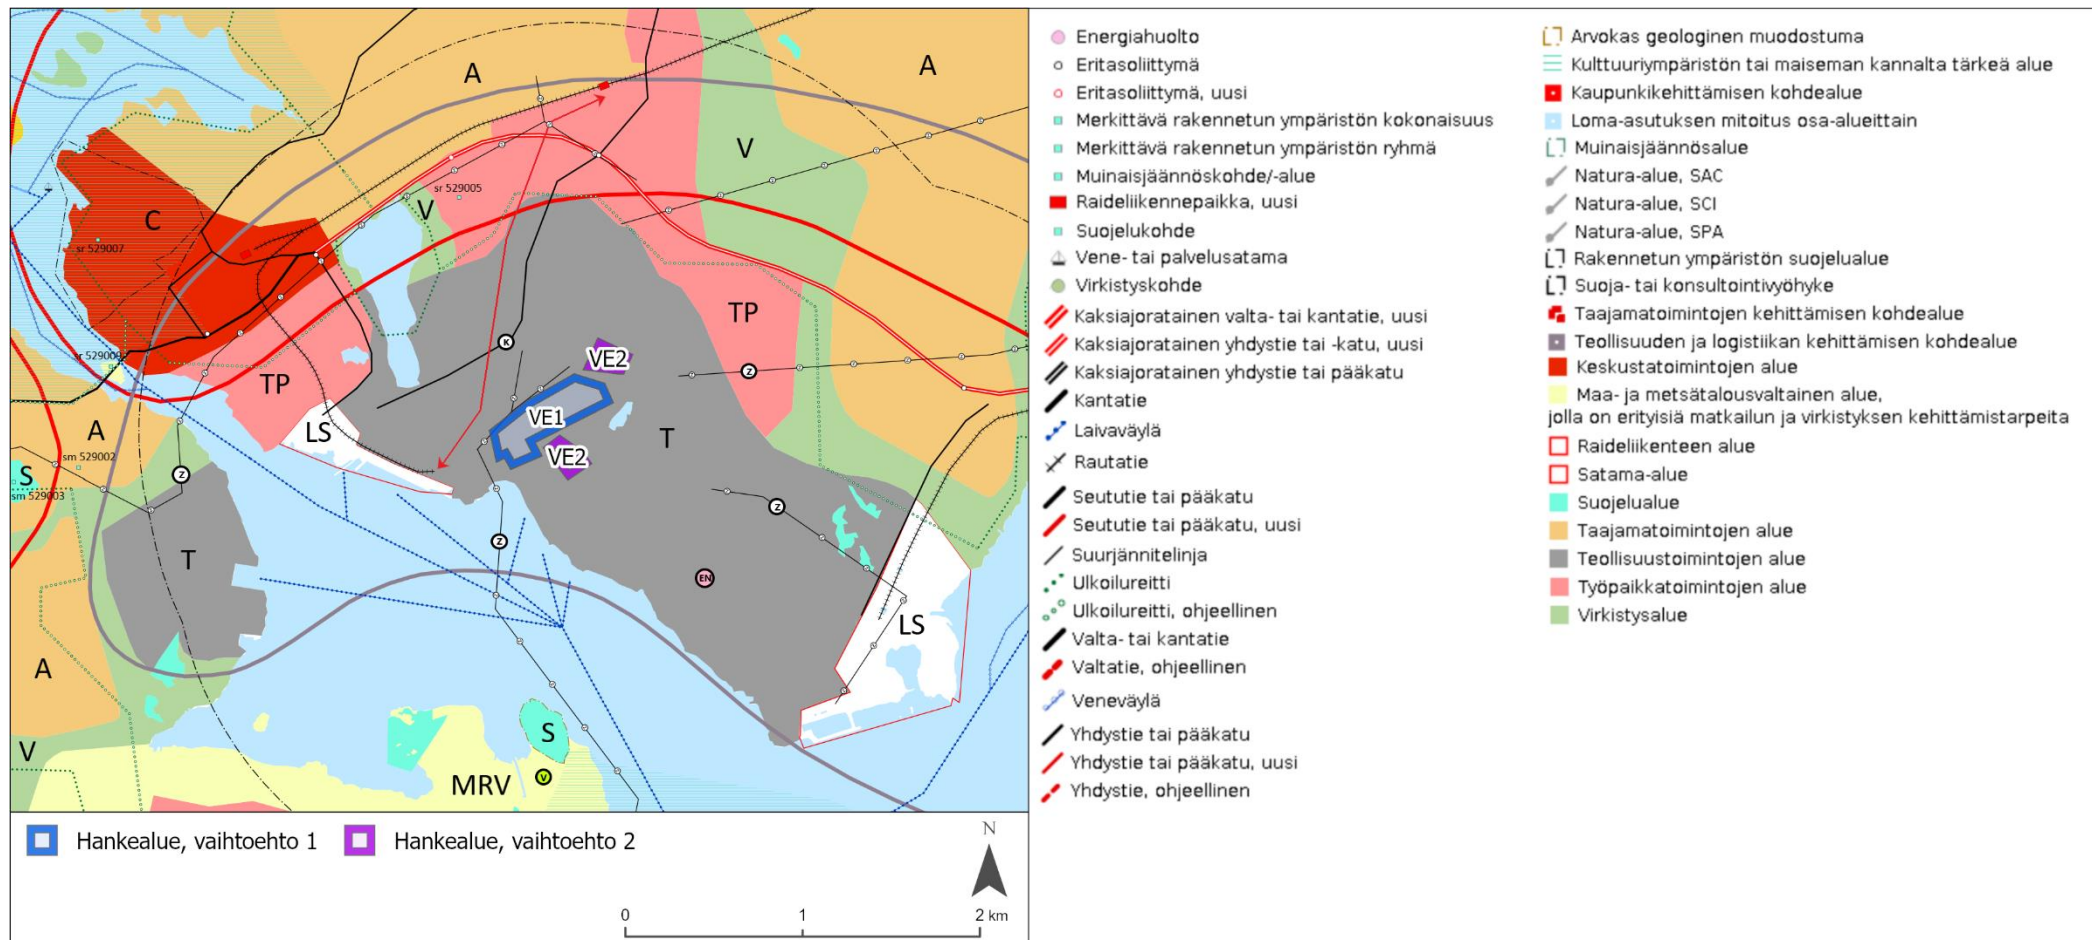 A
A
V
C
V
sr 529005
sr 529007
sr 529009
K
VE2
TP
Z
TP
VE1
LS
A
T
VE2
sm 529002
S
Z
sm 529003
Z
Z
T
EN
LS
A
S
V
MRV
V
Hankealue, vaihtoehto 1
Hankealue, vaihtoehto 2
N
0
1
2 km
Energiahuolto
Eritasoliittymä
Eritasoliittymä, uusi
Merkittävä rakennetun ympäristön kokonaisuus
Merkittävä rakennetun ympäristön ryhmä
Muinaisjäännöskohde/-alue
Raideliikennepaikka, uusi
Suojelukohde
Vene- tai palvelusatama
Virkistyskohde
Kaksiajoratainen valta- tai kantatie, uusi
Kaksiajoratainen yhdystie tai -katu, uusi
Kaksiajoratainen yhdystie tai pääkatu
Kantatie
Laivaväylä
Rautatie
Seututie tai pääkatu
Seututie tai pääkatu, uusi
Suurjännitelinja
Ulkoilureitti
Ulkoilureitti, ohjeellinen
Valta- tai kantatie
Valtatie, ohjeellinen
Veneväylä
Yhdystie tai pääkatu
Yhdystie tai pääkatu, uusi
Yhdystie, ohjeellinen
Arvokas geologinen muodostuma
Kulttuuriympäristön tai maiseman kannalta tärkeä alue
Kaupunkikehittämisen kohdealue
Loma-asutuksen mitoitus osa-alueittain
Muinaisjäännösalue
Natura-alue, SAC
Natura-alue, SCI
Natura-alue, SPA
Rakennetun ympäristön suojelualue
Suoja- tai konsultointivyöhyke
Taajamatoimintojen kehittämisen kohdealue
Teollisuuden ja logistiikan kehittämisen kohdealue
Keskustatoimintojen alue
Maa- ja metsätalousvaltainen alue,
jolla on erityisiä matkailun ja virkistyksen kehittämistarpeita
Raideliikenteen alue
Satama-alue
Suojelualue
Taajamatoimintojen alue
Teollisuustoimintojen alue
Työpaikkatoimintojen alue
Virkistysalue